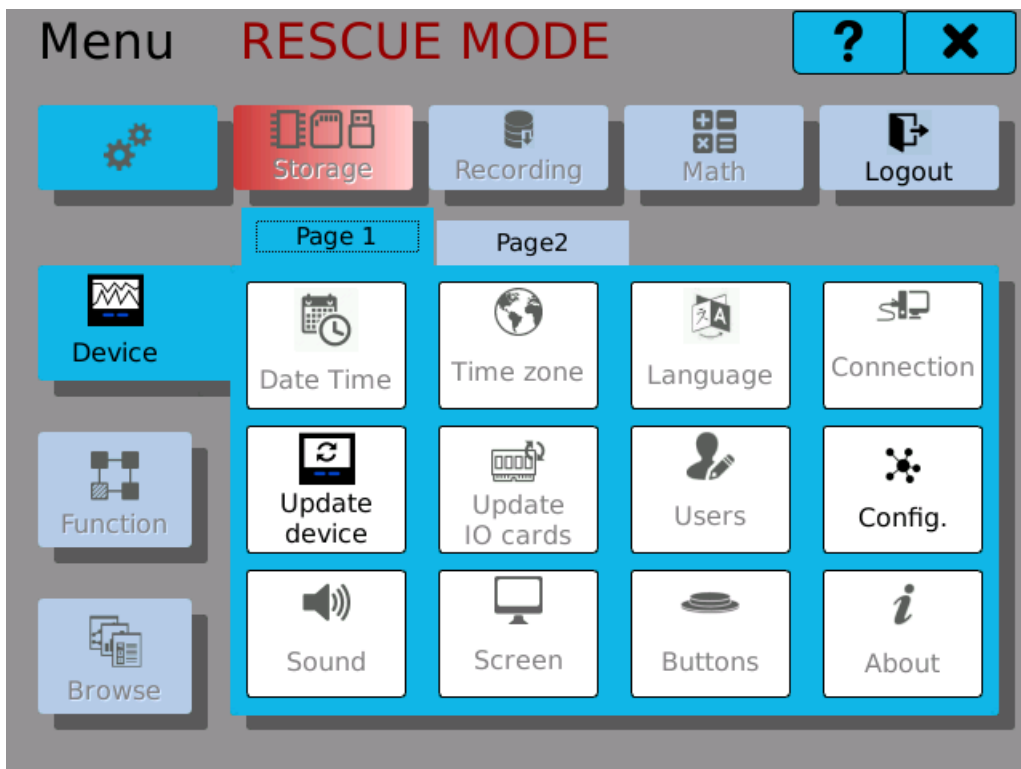 Menu RESCUE MODE ?
Storage Recording Math Logout
Page 1 Page2
Device
Date Time Time zone Language Connection
Function
Update
device
Update
IO cards
Users Config.
Browse
Sound Screen Buttons About